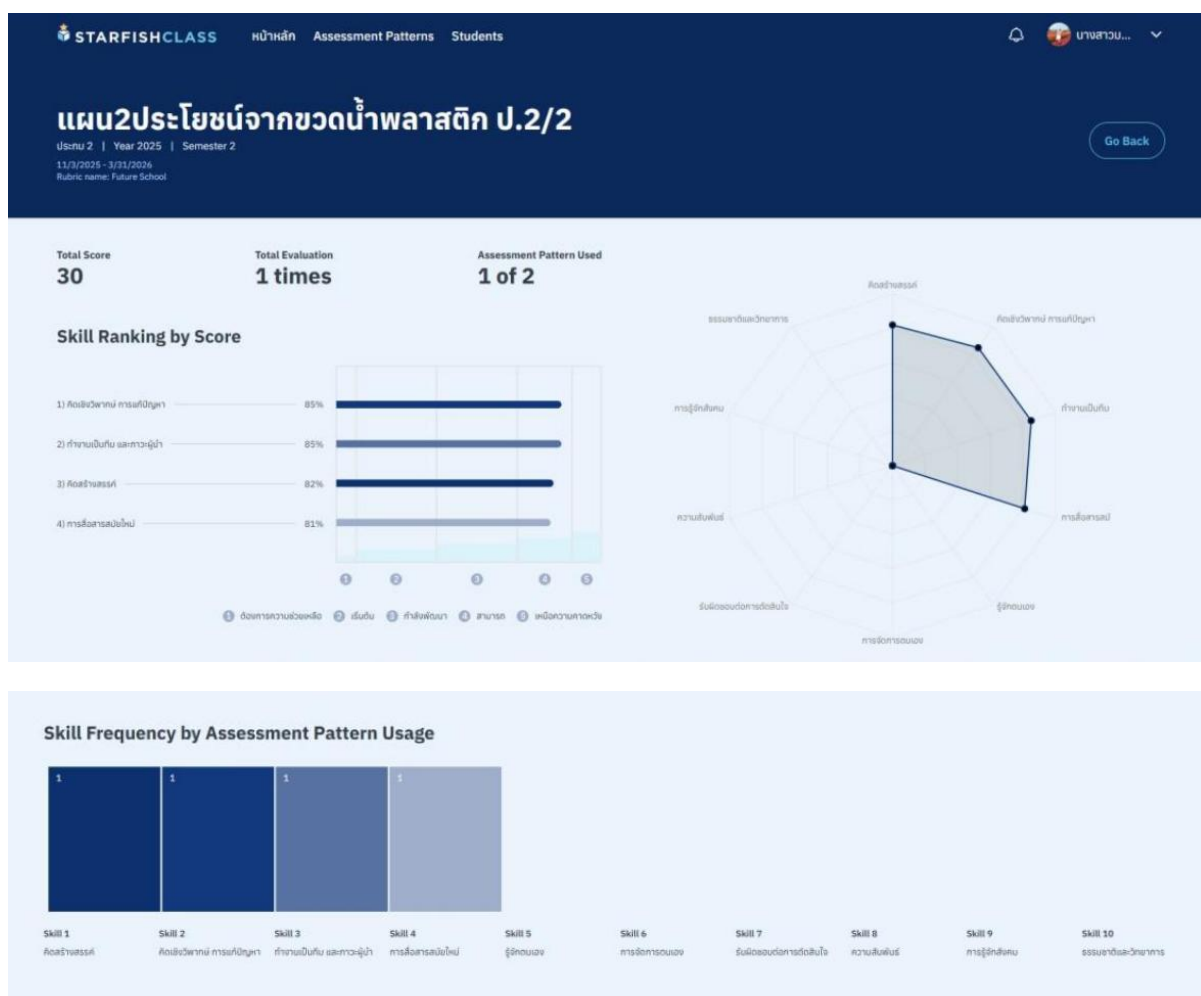 STARFISHCLASS หน้าหลัก Assessment Patterns Students นางสาวบ...
แผน2ประโยชน์จากขวดน้ำพลาสติก ป.2/2
ประถม 2 | Year 2025 | Semester 2
11/3/2025 - 3/31/2026
Rubric name: Future School
Go Back
Total Score Total Evaluation Assessment Pattern Used
30 1 times 1 of 2
Skill Ranking by Score
1) คิดเชิงวิพากษ์ การแก้ปัญหา 85%
2) ทำงานเป็นทีม และภาวะผู้นำ 85%
3) คิดสร้างสรรค์ 82%
4) การสื่อสารสมัยใหม่ 81%
1 2 3 4 5
1 ต้องการความช่วยเหลือ 2 เริ่มต้น 3 กำลังพัฒนา 4 สามารถ 5 เหนือความคาดหวัง
คิดสร้างสรรค์
ธรรมชาติและวิทยาการ คิดเชิงวิพากษ์ การแก้ปัญหา
การรู้จักสังคม ทำงานเป็นทีม
ความสัมพันธ์ การสื่อสารสมั
รับผิดชอบต่อการตัดสินใจ รู้จักตนเอง
การจัดการตนเอง
Skill Frequency by Assessment Pattern Usage
1 1 1 1
Skill 1 Skill 2 Skill 3 Skill 4 Skill 5 Skill 6 Skill 7 Skill 8 Skill 9 Skill 10
คิดสร้างสรรค์ คิดเชิงวิพากษ์ การแก้ปัญหา ทำงานเป็นทีม และภาวะผู้นำ การสื่อสารสมัยใหม่ รู้จักตนเอง การจัดการตนเอง รับผิดชอบต่อการตัดสินใจ ความสัมพันธ์ การรู้จักสังคม ธรรมชาติและวิทยาการ